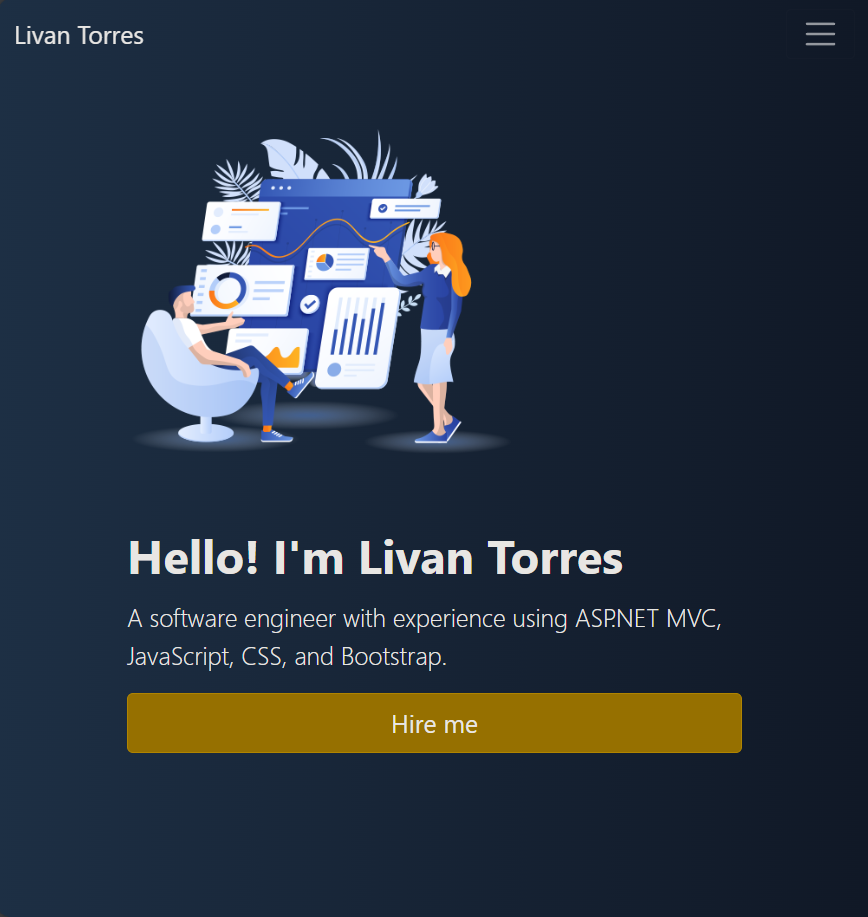 Livan Torres
Hello! I'm Livan Torres
A software engineer with experience using ASP.NET MVC,
JavaScript, CSS, and Bootstrap.
Hire me